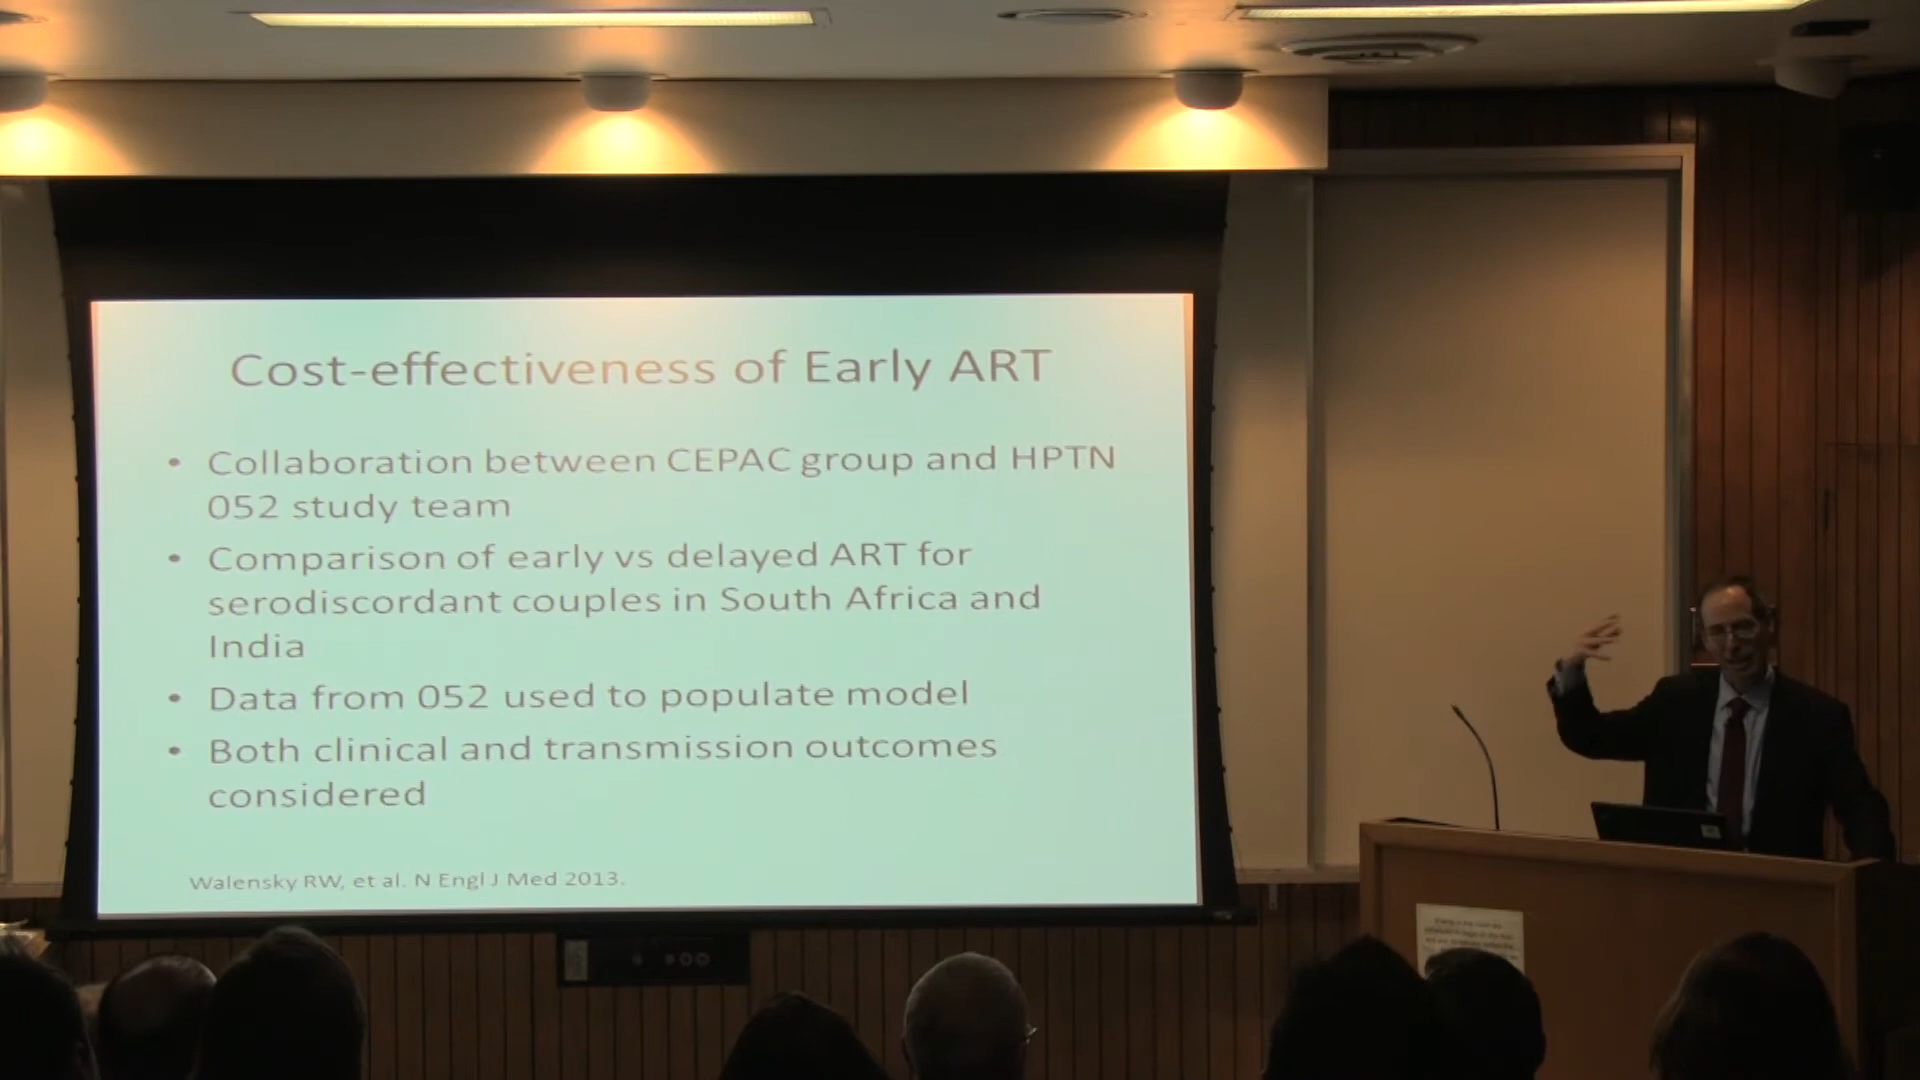 Cost-effectiveness of Early ART
• Collaboration between CEPAC group and HPTN
052 study team
• Comparison of early vs delayed ART for
serodiscordant couples in South Africa and
India
• Data from 052 used to populate model
• Both clinical and transmission outcomes
considered
Walensky RW, et al. N Engl J Med 2013.